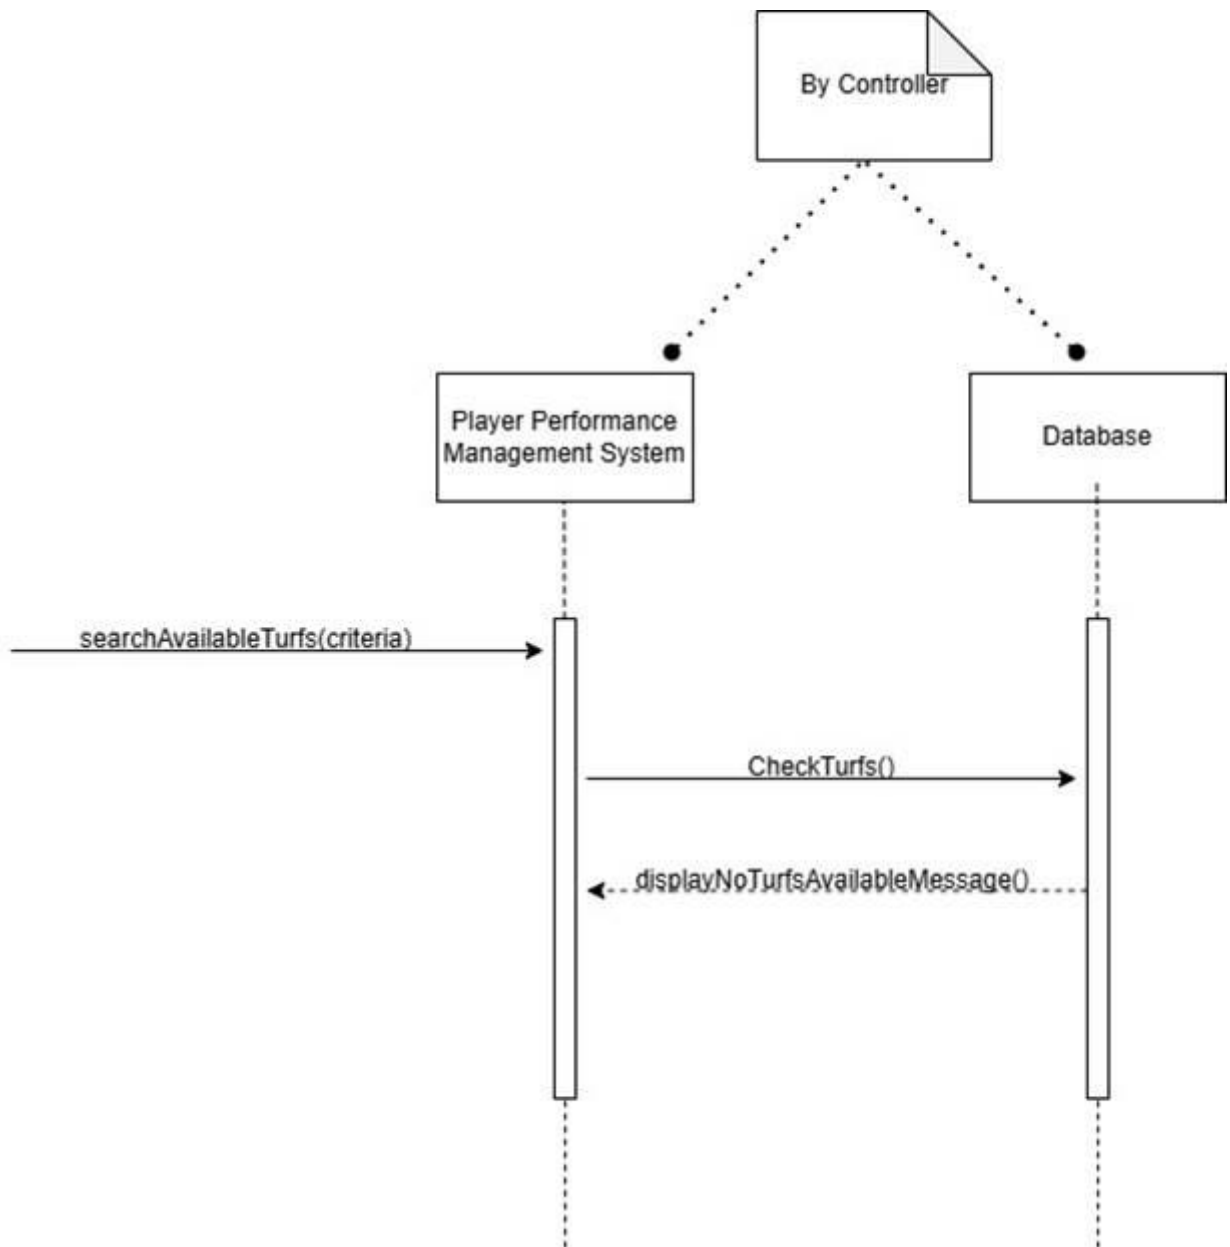 By Controller
Player Performance
Management System
Database
searchAvailableTurfs(criteria)
CheckTurfs()
displayNoTurfsAvailableMessage()